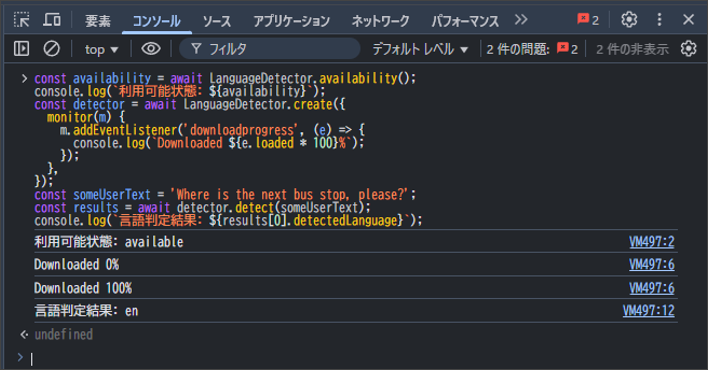 要素 コンソール ソース アプリケーション ネットワーク パフォーマンス 2
top フィルタ デフォルト レベル 2 件の問題: 2 2 件の非表示
const availability = await LanguageDetector.availability();
console.log(`利用可能状態: ${availability}`);
const detector = await LanguageDetector.create({
  monitor(m) {
    m.addEventListener('downloadprogress', (e) => {
      console.log(`Downloaded ${e.loaded * 100}%`);
    });
  },
});
const someUserText = 'Where is the next bus stop, please?';
const results = await detector.detect(someUserText);
console.log(`言語判定結果: ${results[0].detectedLanguage}`);
利用可能状態: available VM497:2
Downloaded 0% VM497:6
Downloaded 100% VM497:6
言語判定結果: en VM497:12
undefined